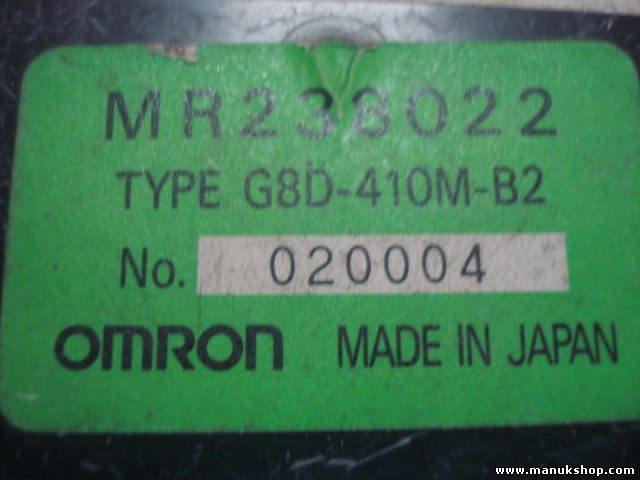 MR238022
TYPE G8D-410M-B2
No. 020004
OMRON MADE IN JAPAN
www.manukshop.com